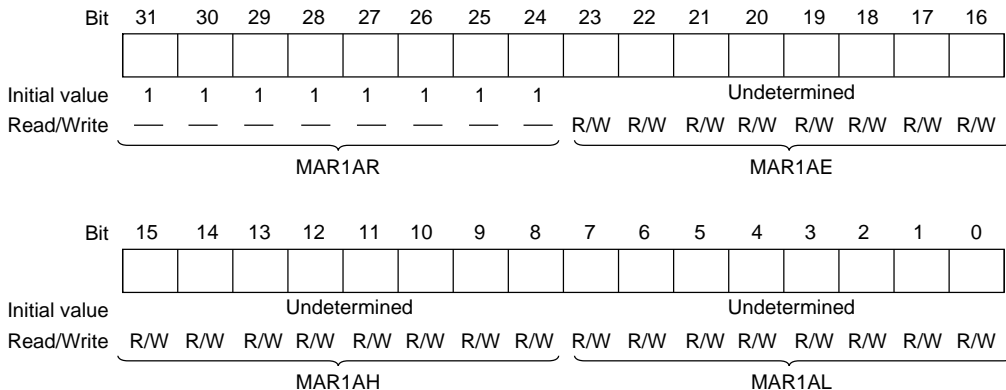 Bit 31 30 29 28 27 26 25 24 23 22 21 20 19 18 17 16
Initial value 1 1 1 1 1 1 1 1 Undetermined
Read/Write — — — — — — — — R/W R/W R/W R/W R/W R/W R/W R/W
MAR1AR MAR1AE
Bit 15 14 13 12 11 10 9 8 7 6 5 4 3 2 1 0
Initial value Undetermined Undetermined
Read/Write R/W R/W R/W R/W R/W R/W R/W R/W R/W R/W R/W R/W R/W R/W R/W R/W
MAR1AH MAR1AL